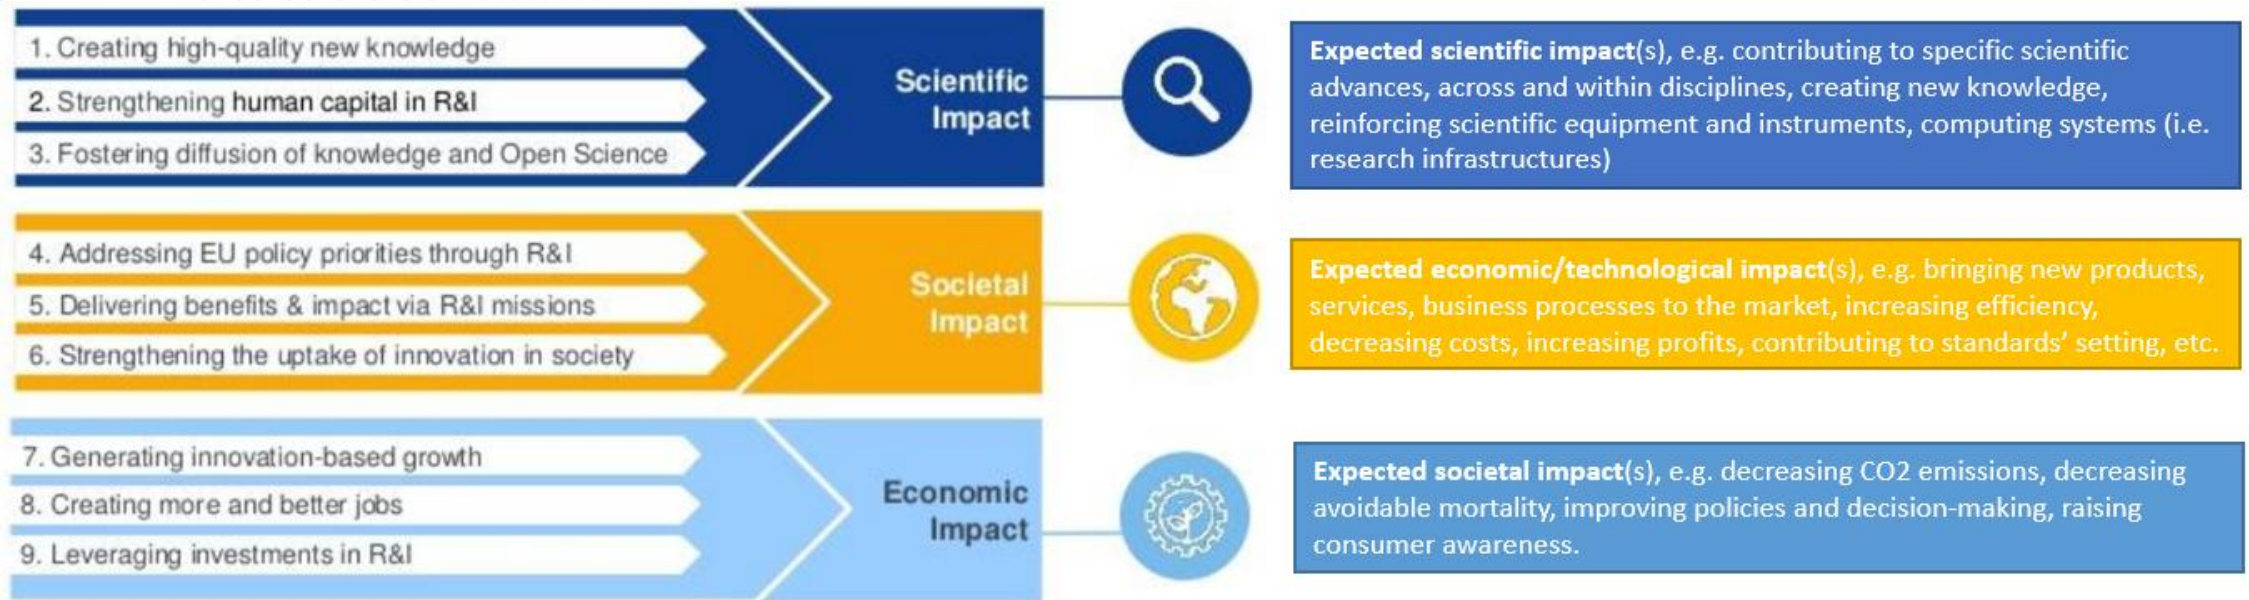 1. Creating high-quality new knowledge
2. Strengthening human capital in R&I
3. Fostering diffusion of knowledge and Open Science
Scientific
Impact
Expected scientific impact(s), e.g. contributing to specific scientific
advances, across and within disciplines, creating new knowledge,
reinforcing scientific equipment and instruments, computing systems (i.e.
research infrastructures)
4. Addressing EU policy priorities through R&I
5. Delivering benefits & impact via R&I missions
6. Strengthening the uptake of innovation in society
Societal
Impact
Expected economic/technological impact(s), e.g. bringing new products,
services, business processes to the market, increasing efficiency,
decreasing costs, increasing profits, contributing to standards’ setting, etc.
7. Generating innovation-based growth
8. Creating more and better jobs
9. Leveraging investments in R&I
Economic
Impact
Expected societal impact(s), e.g. decreasing CO2 emissions, decreasing
avoidable mortality, improving policies and decision-making, raising
consumer awareness.